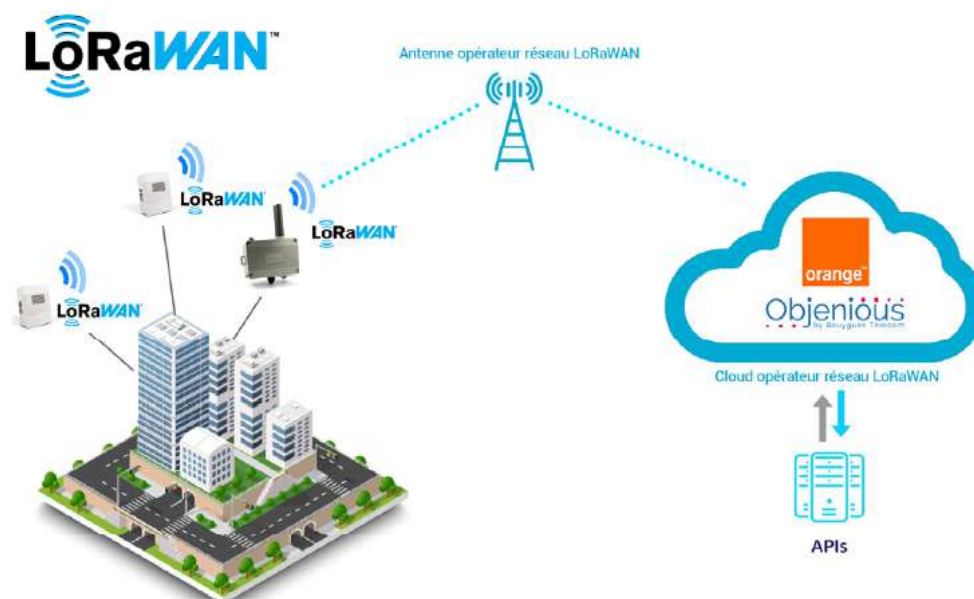 LoRaWAN™
Antenne opérateur réseau LoRaWAN
LoRaWAN
LoRaWAN
LoRaWAN
orange™
Objenious
by Bouygues Telecom
Cloud opérateur réseau LoRaWAN
APIs